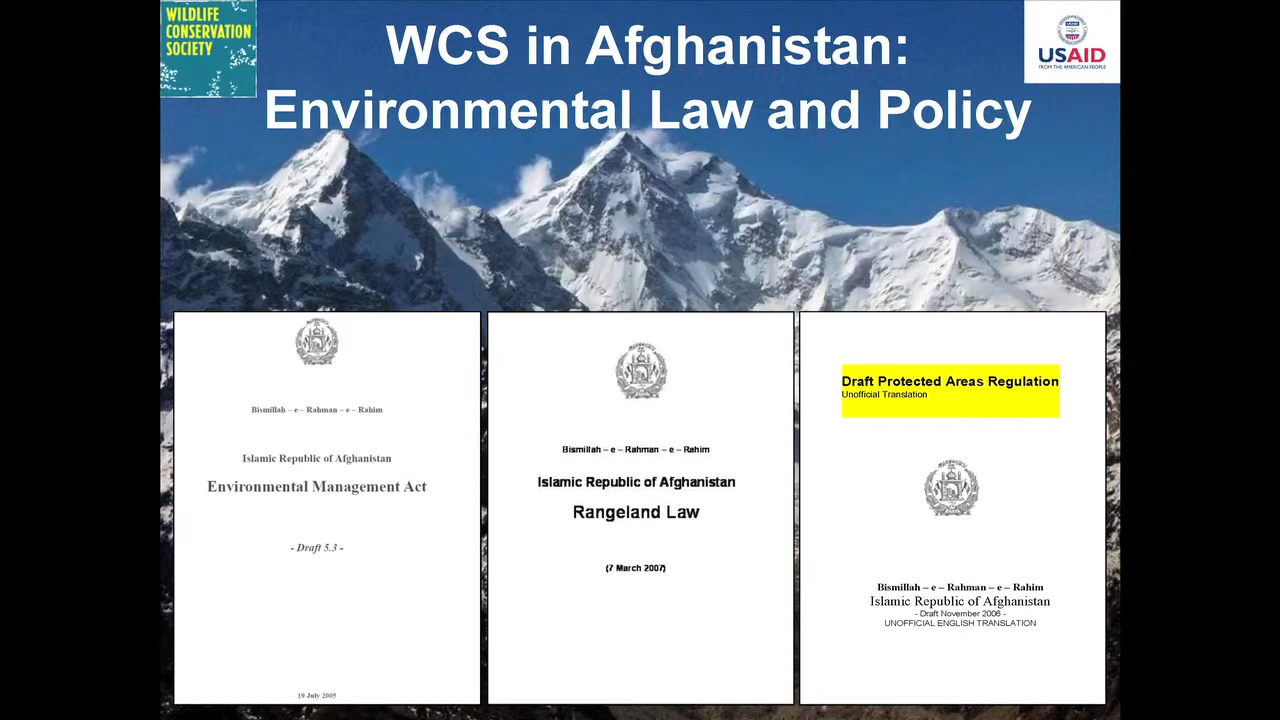 WILDLIFE
CONSERVATION
SOCIETY
WCS in Afghanistan:
Environmental Law and Policy
USAID
FROM THE AMERICAN PEOPLE
Bismillah – e – Rahman – e – Rahim
Islamic Republic of Afghanistan
Environmental Management Act
- Draft 5.3 -
19 July 2005
Bismillah – e – Rahman – e – Rahim
Islamic Republic of Afghanistan
Rangeland Law
(7 March 2007)
Draft Protected Areas Regulation
Unofficial Translation
Bismillah – e – Rahman – e – Rahim
Islamic Republic of Afghanistan
- Draft November 2006 -
UNOFFICIAL ENGLISH TRANSLATION